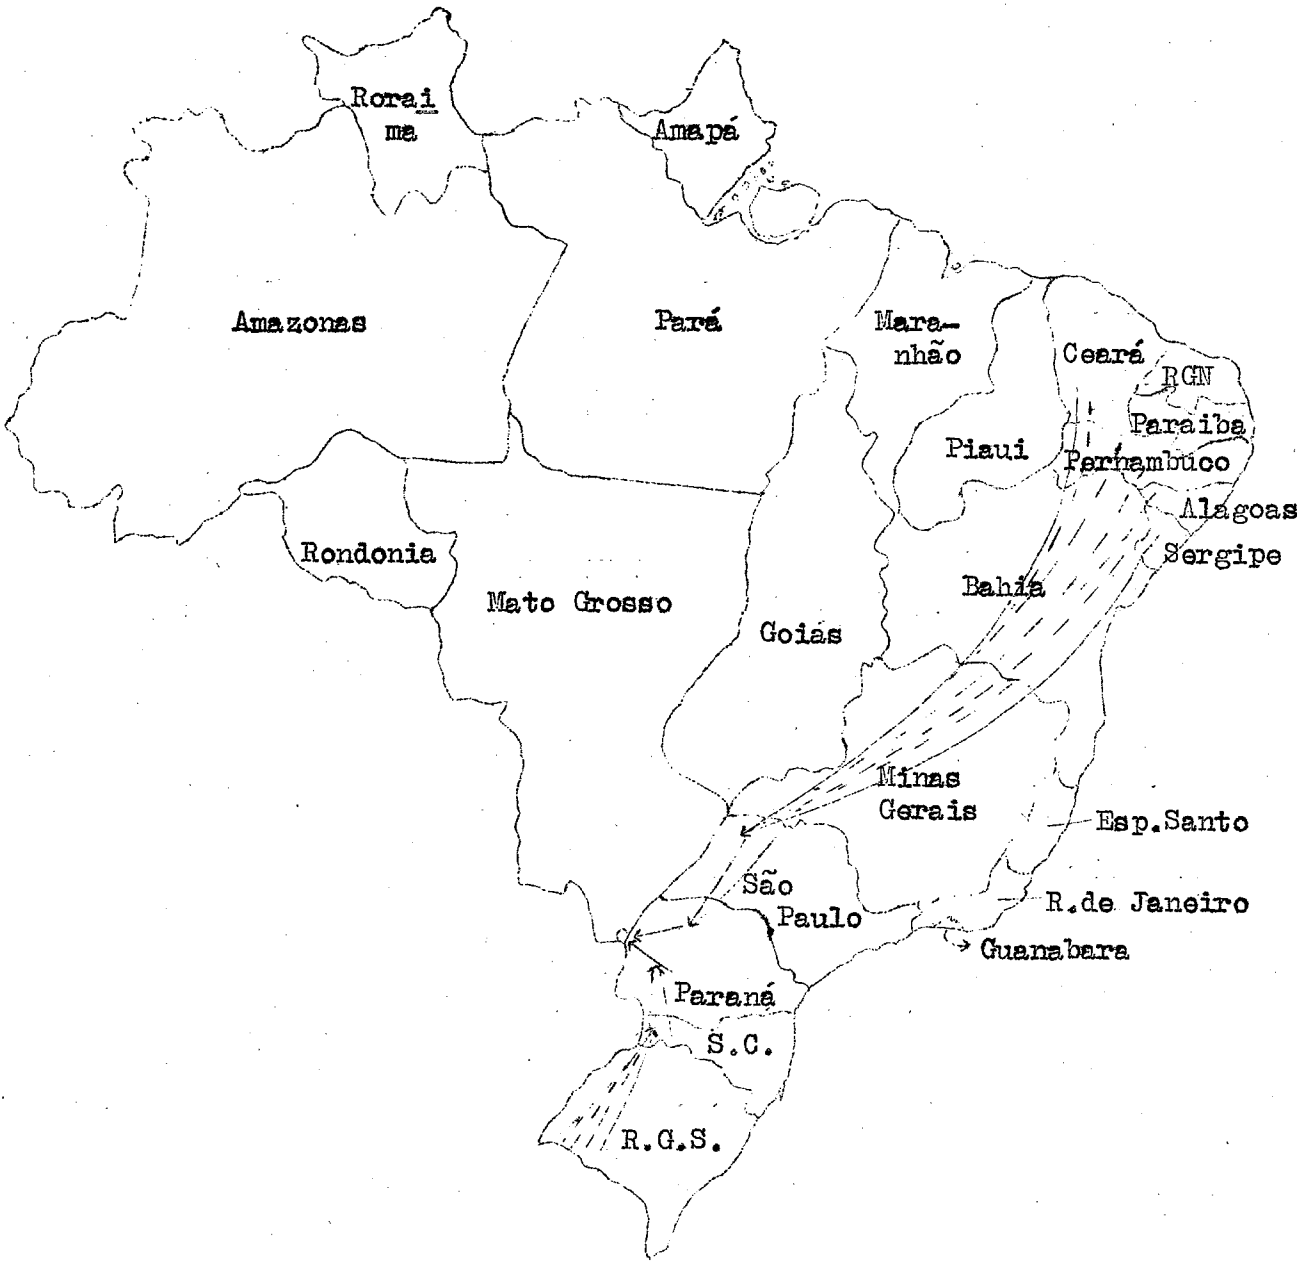 Rorai
ma
Amapá
Amazonas
Pará
Mara-
nhão
Ceará
RGN
Paraiba
Piaui
Pernambuco
Alagoas
Sergipe
Rondonia
Bahia
Mato Grosso
Goiás
Minas
Gerais
Esp.Santo
São
Paulo
R.de Janeiro
Guanabara
Paraná
S.C.
R.G.S.